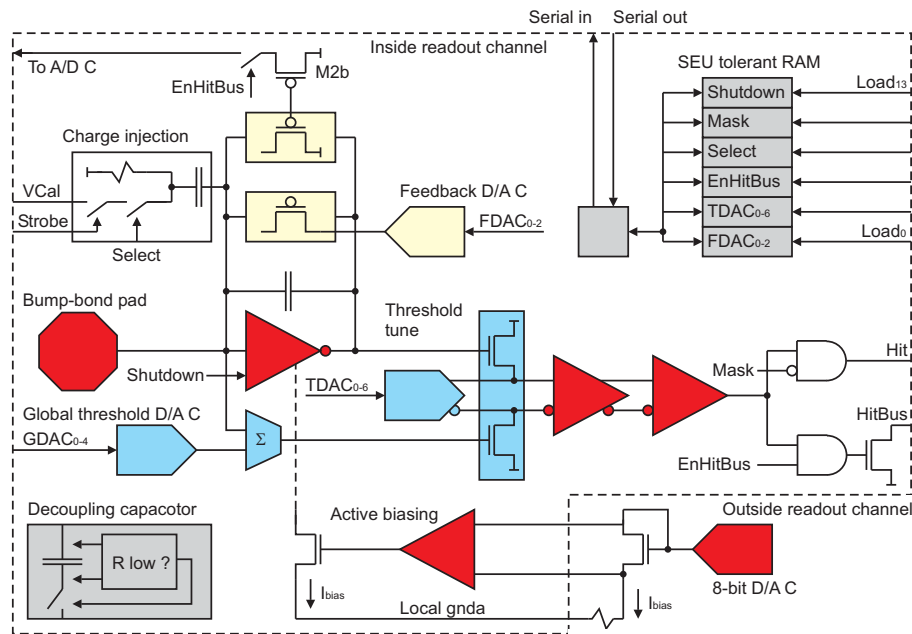 Serial in
Serial out
Inside readout channel
To A/D C
M2b
SEU tolerant RAM
EnHitBus
Shutdown
Load13
Charge injection
Mask
Select
VCal
Feedback D/A C
EnHitBus
Strobe
FDAC0-2
TDAC0-6
Select
FDAC0-2
Load0
Bump-bond pad
Threshold
tune
Hit
Shutdown
TDAC0-6
Mask
Global threshold D/A C
HitBus
GDAC0-4
Σ
EnHitBus
Decoupling capacotor
Active biasing
Outside readout channel
R low ?
8-bit D/A C
Ibias
Ibias
Local gnda